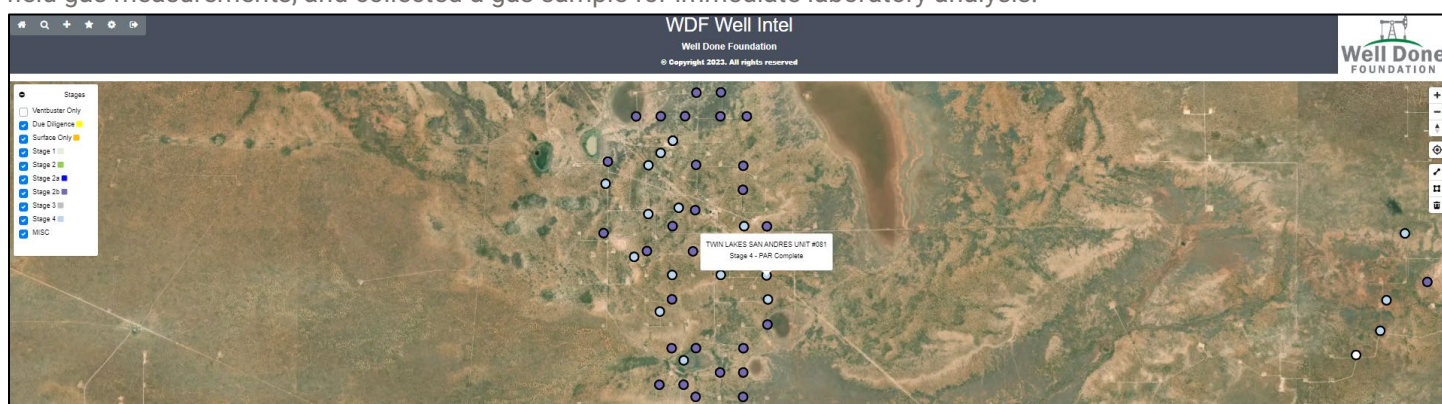 field gas measurements, and collected a gas sample for immediate laboratory analysis.
WDF Well Intel
Well Done Foundation
© Copyright 2023. All rights reserved
Well Done
FOUNDATION
Stages
Ventbuster Only
Due Diligence
Surface Only
Stage 1
Stage 2
Stage 2a
Stage 2b
Stage 3
Stage 4
MISC
TWIN LAKES SAN ANDRES UNIT #081
Stage 4 - PAR Complete